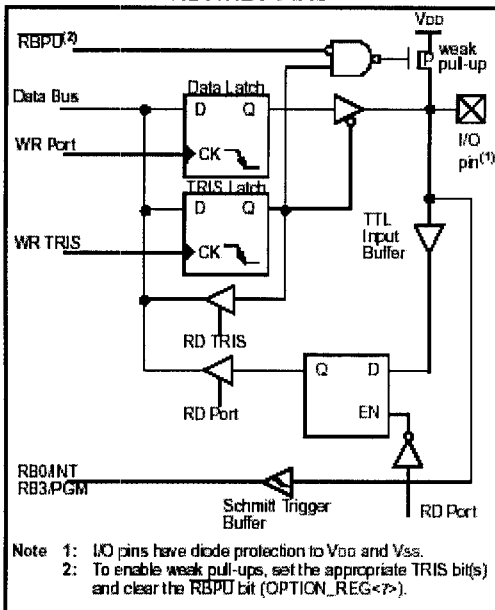 VDD
RBPU(2)
weak
pull-up
Data Bus
Data Latch
D Q
WR Port
CK
I/O
pin(1)
TRIS Latch
D Q
WR TRIS
CK
TTL
Input
Buffer
RD TRIS
Q D
RD Port
EN
RB0/INT
RB3/PGM
Schmitt Trigger
Buffer
RD Port
Note 1: I/O pins have diode protection to VDD and VSS.
2: To enable weak pull-ups, set the appropriate TRIS bit(s)
and clear the RBPU bit (OPTION_REG<7>).